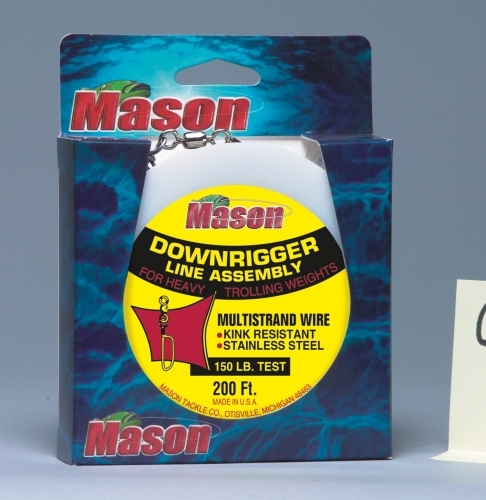 Mason
Mason
DOWNRIGGER
LINE ASSEMBLY
FOR HEAVY TROLLING WEIGHTS
MULTISTRAND WIRE
• KINK RESISTANT
• STAINLESS STEEL
150 LB. TEST
200 Ft.
MADE IN U.S.A.
MASON TACKLE CO., OTISVILLE, MICHIGAN 48463
Mason